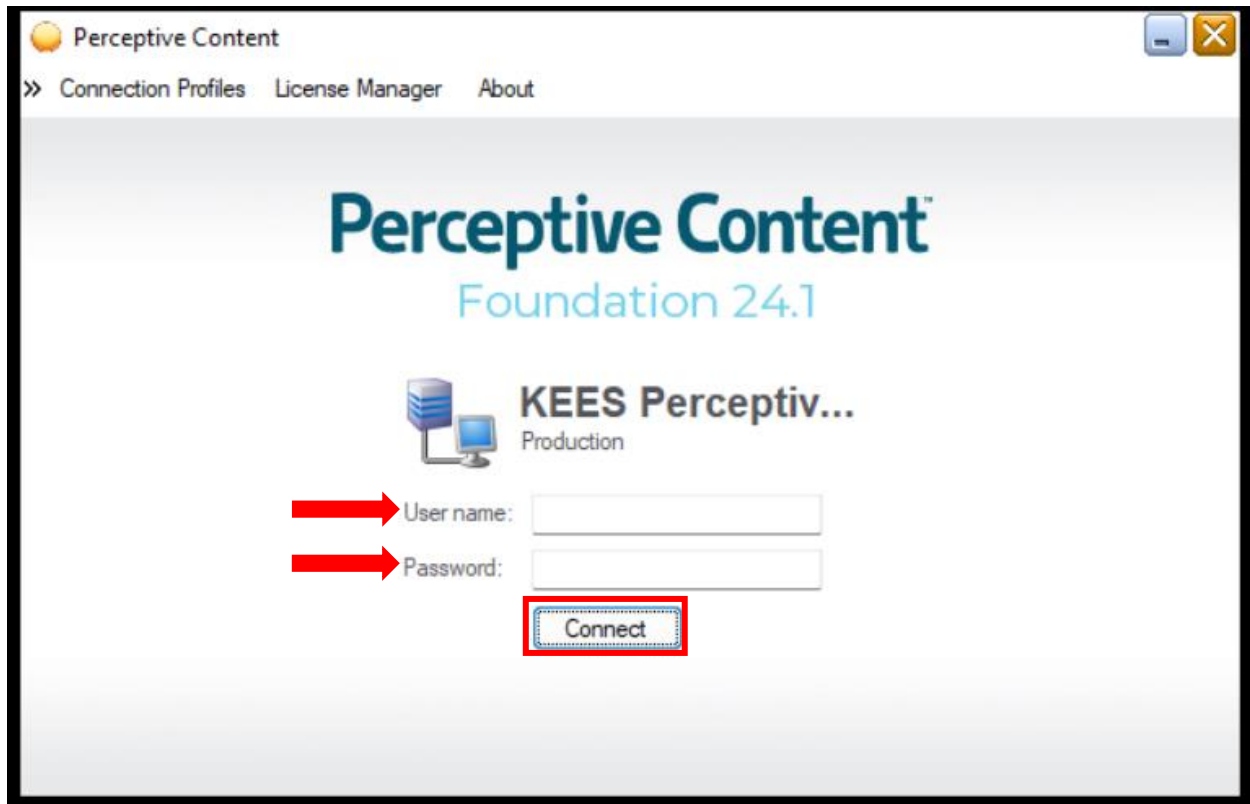 Perceptive Content
» Connection Profiles License Manager About
Perceptive Content™
Foundation 24.1
KEES Perceptiv...
Production
User name:
Password:
Connect